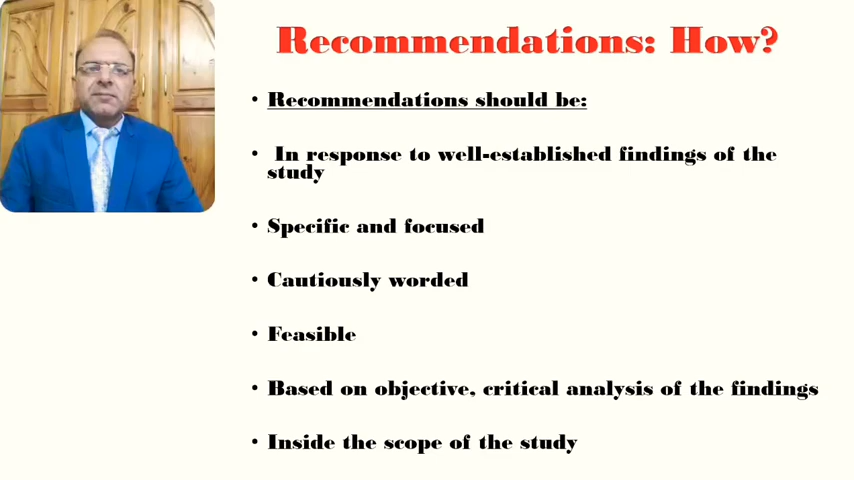 Recommendations: How?
• Recommendations should be:
• In response to well-established findings of the
study
• Specific and focused
• Cautiously worded
• Feasible
• Based on objective, critical analysis of the findings
• Inside the scope of the study